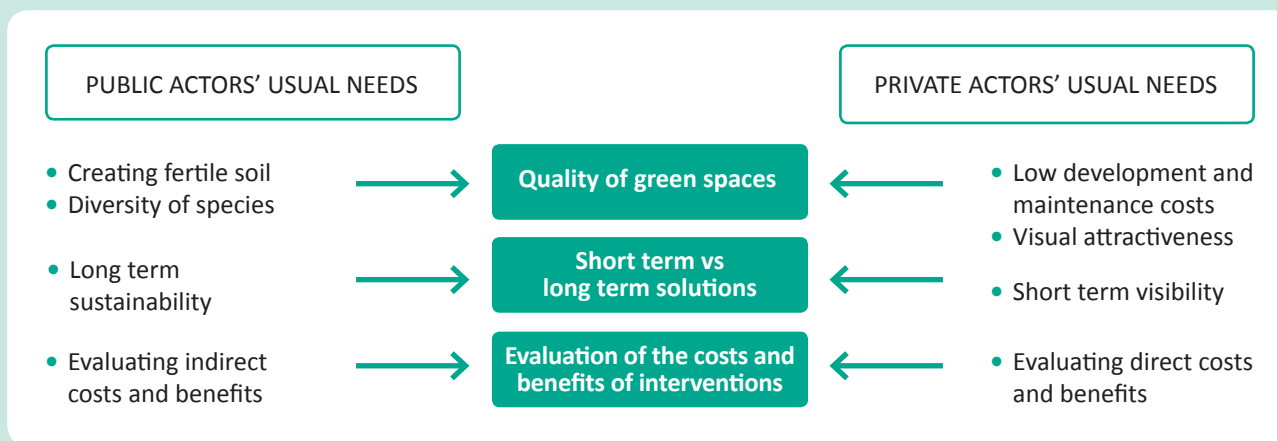 PUBLIC ACTORS’ USUAL NEEDS
PRIVATE ACTORS’ USUAL NEEDS
• Creating fertile soil
• Diversity of species
Quality of green spaces
• Low development and
maintenance costs
• Visual attractiveness
• Long term
sustainability
Short term vs
long term solutions
• Short term visibility
• Evaluating indirect
costs and benefits
Evaluation of the costs and
benefits of interventions
• Evaluating direct costs
and benefits